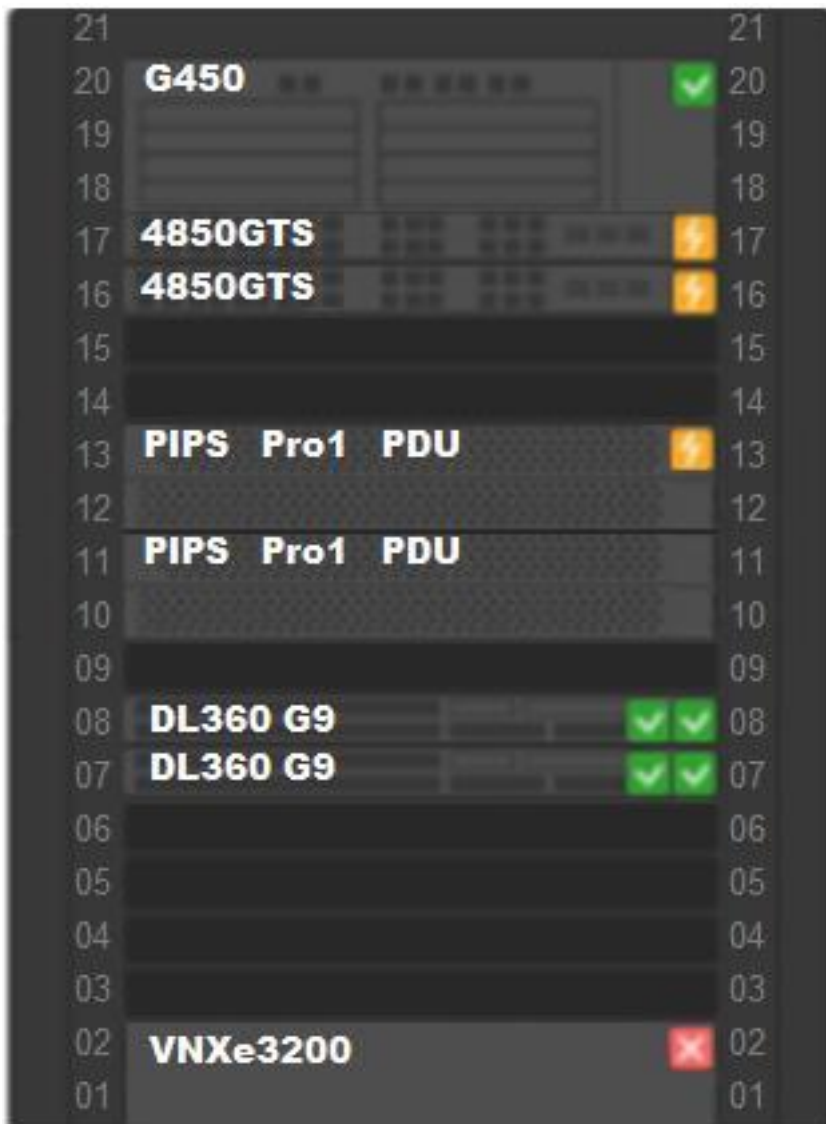 21 21
20 G450 20
19 19
18 18
17 4850GTS 17
16 4850GTS 16
15 15
14 14
13 PIPS Pro1 PDU 13
12 12
11 PIPS Pro1 PDU 11
10 10
09 09
08 DL360 G9 08
07 DL360 G9 07
06 06
05 05
04 04
03 03
02 VNXe3200 02
01 01